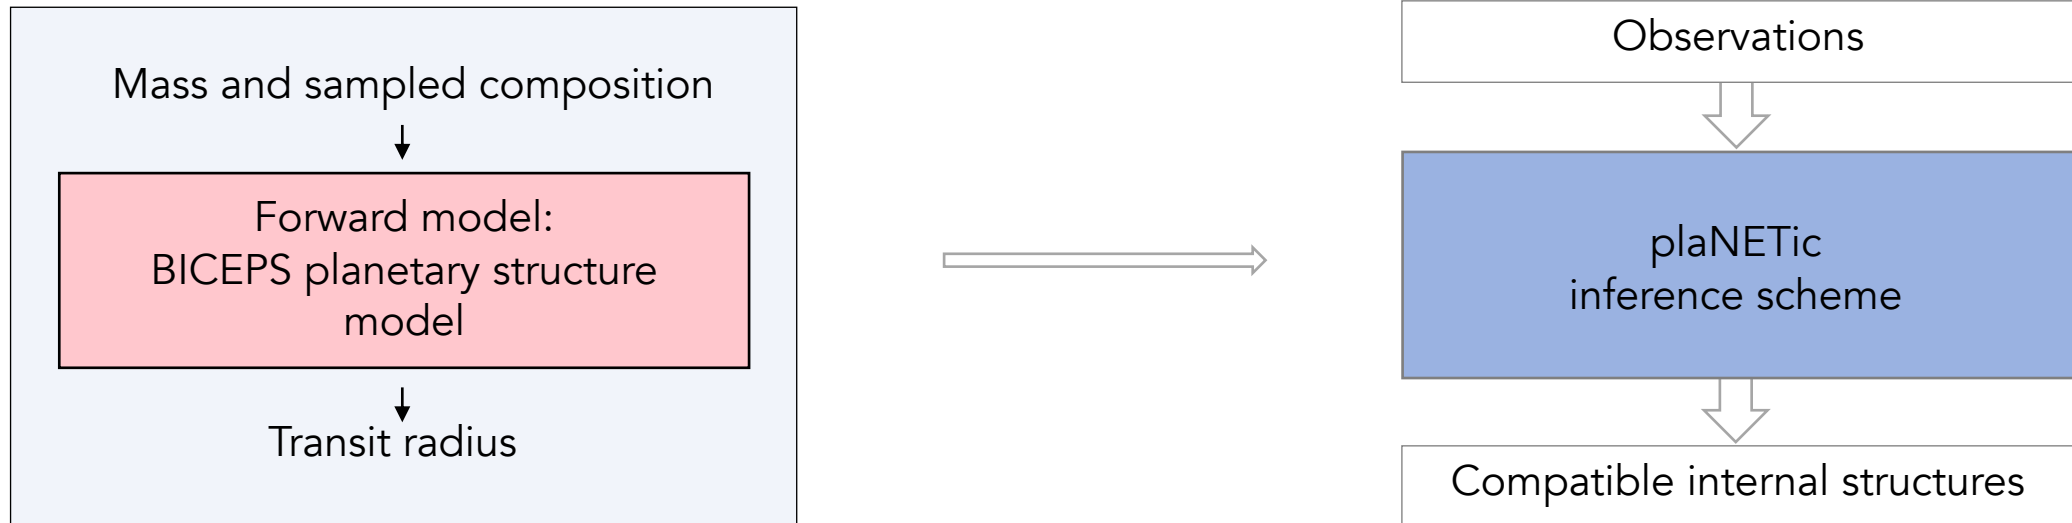 Mass and sampled composition
Forward model:
BICEPS planetary structure
model
Transit radius
Observations
plaNETic
inference scheme
Compatible internal structures